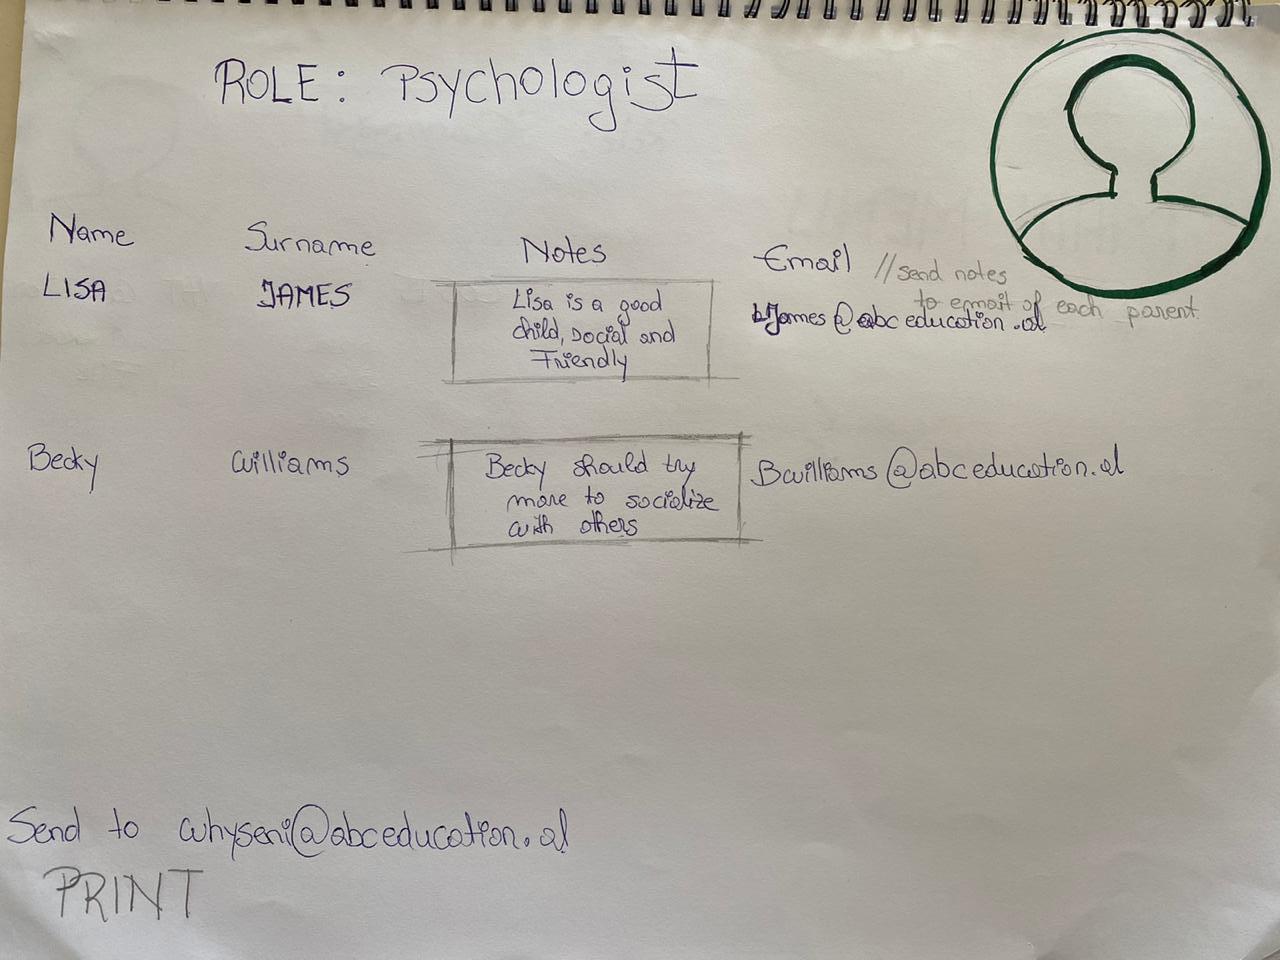 ROLE: Psychologist
Name Surname Notes Email //send notes
to email of each parent
LISA JAMES Lisa is a good
child, social and
Friendly
LJames@abceducation.al
Becky Williams Becky should try
more to socialize
with others
Bwilliams@abceducation.al
Send to whyseni@abceducation.al
PRINT